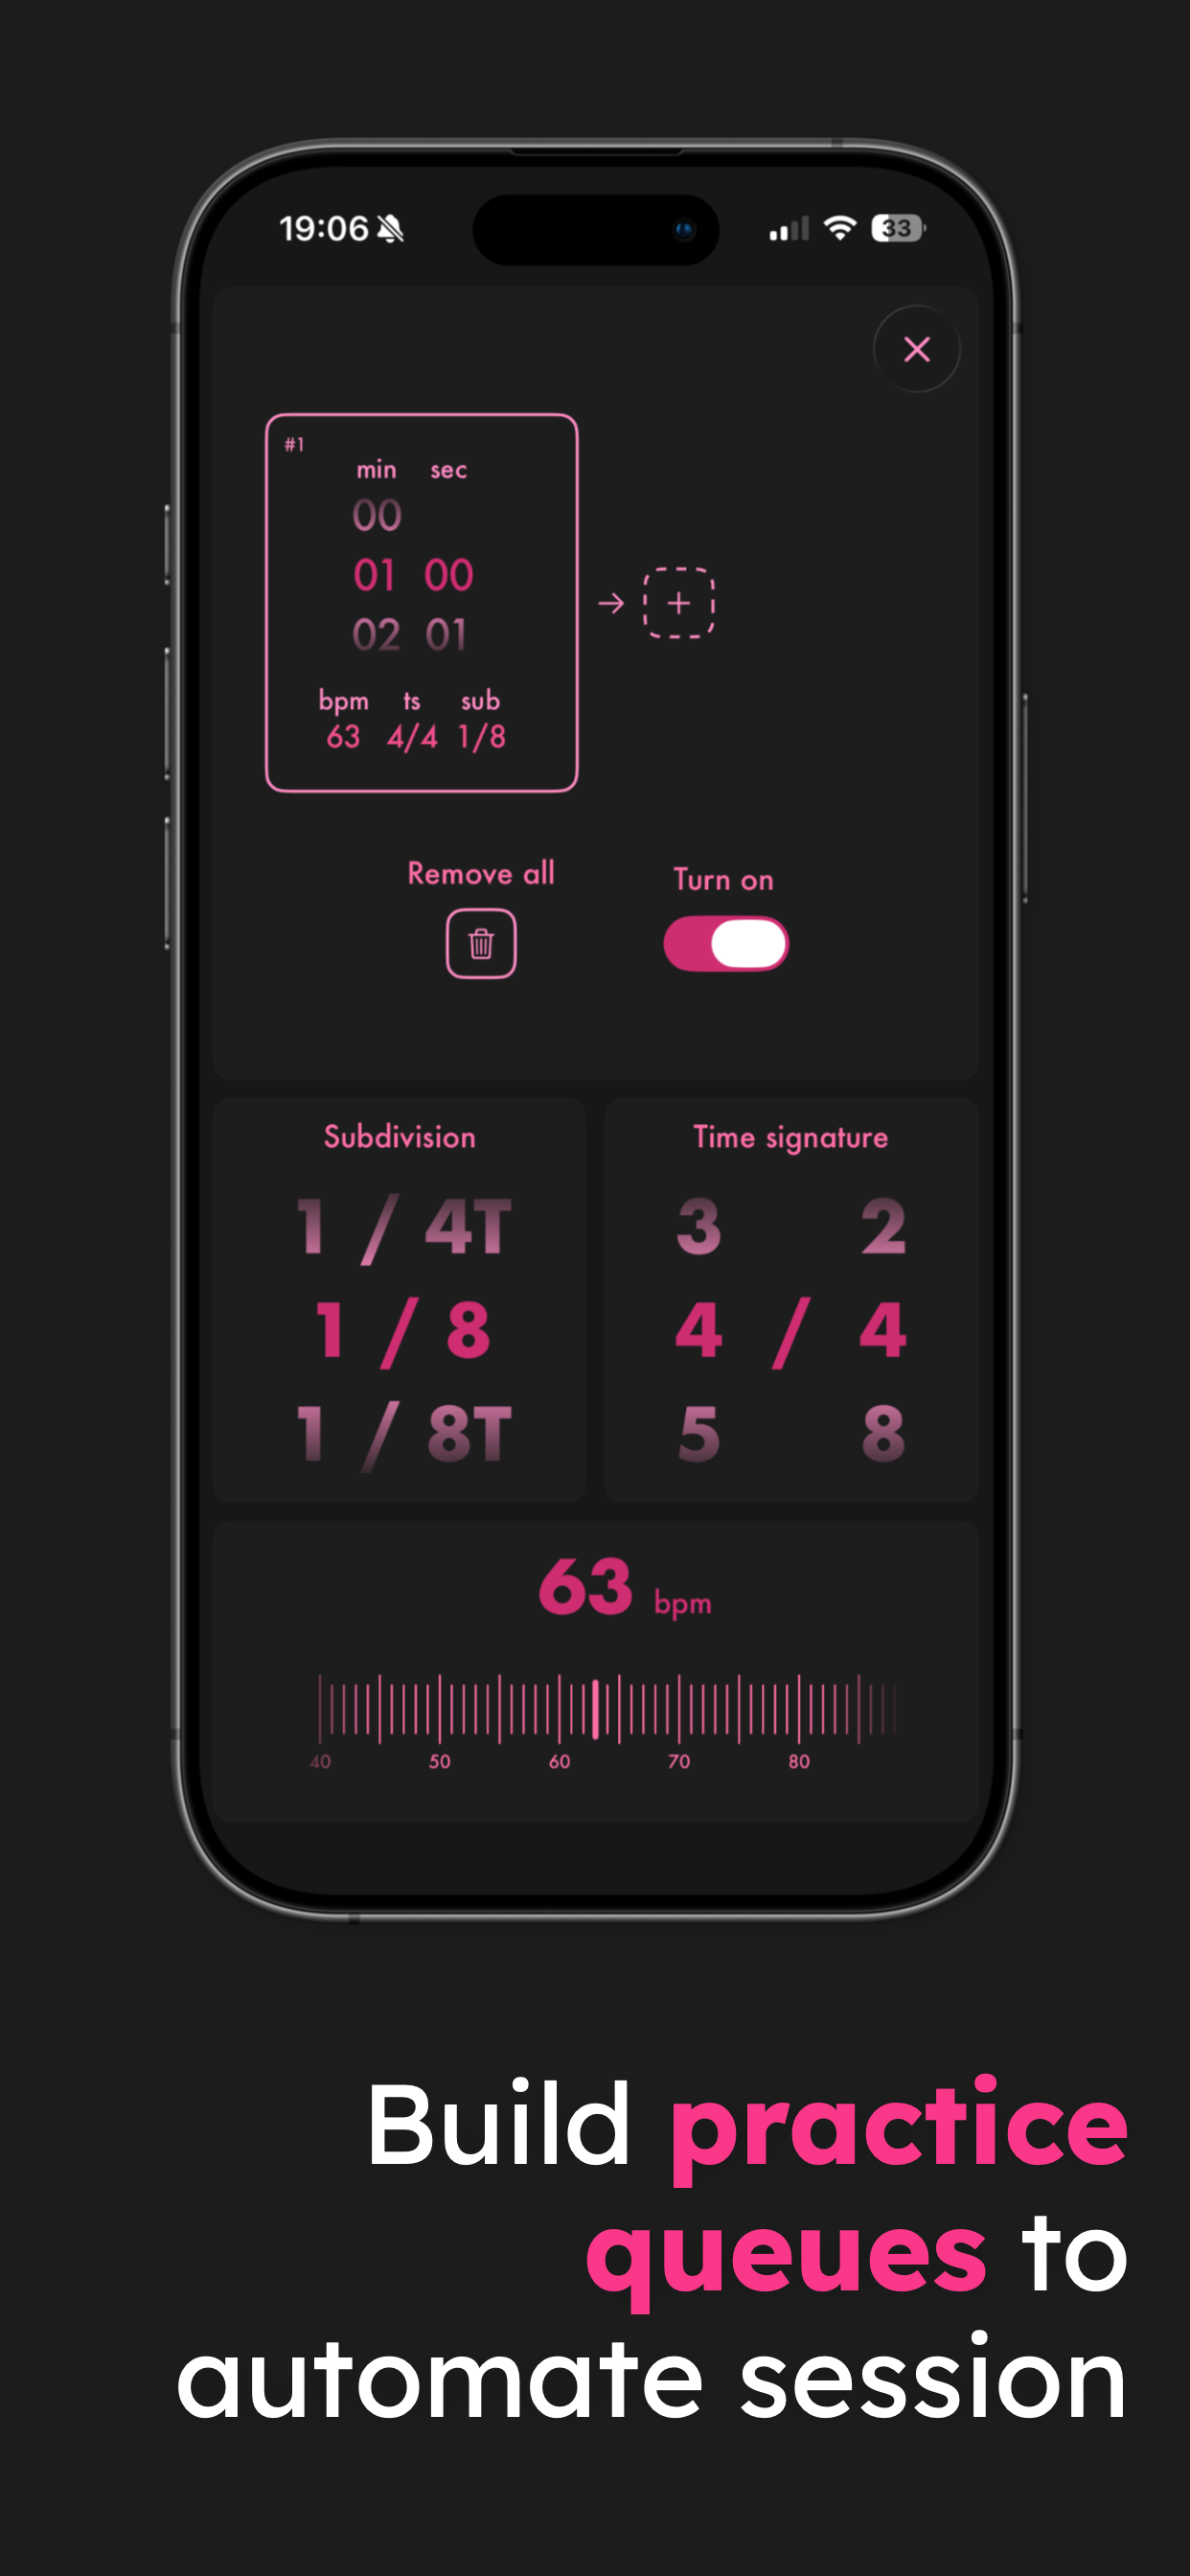 19:06
33
#1
min sec
00
01 00
02 01
bpm ts sub
63 4/4 1/8
Remove all
Turn on
Subdivision
1 / 4T
1 / 8
1 / 8T
Time signature
3 2
4 / 4
5 8
63 bpm
40 50 60 70 80
Build practice
queues to
automate session